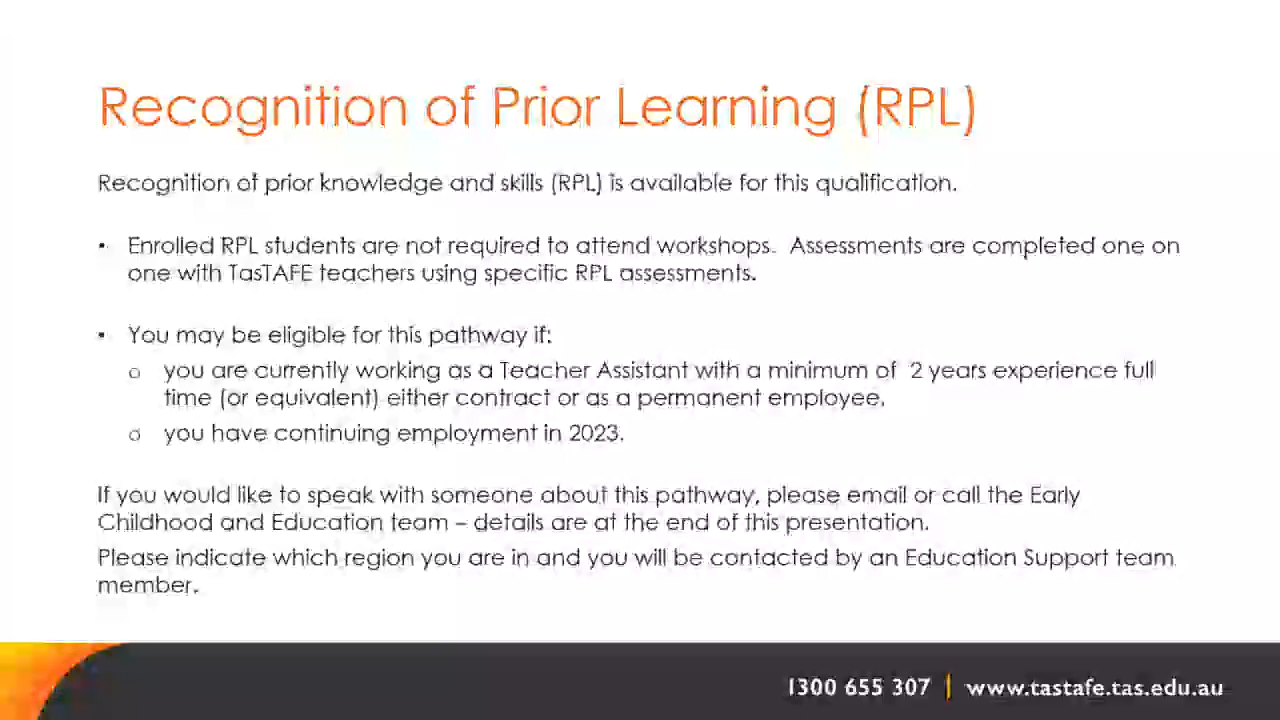 Recognition of Prior Learning (RPL)
Recognition of prior knowledge and skills (RPL) is available for this qualification.
• Enrolled RPL students are not required to attend workshops. Assessments are completed one on
one with TasTAFE teachers using specific RPL assessments.
• You may be eligible for this pathway if:
o you are currently working as a Teacher Assistant with a minimum of 2 years experience full
time (or equivalent) either contract or as a permanent employee.
o you have continuing employment in 2023.
If you would like to speak with someone about this pathway, please email or call the Early
Childhood and Education team – details are at the end of this presentation.
Please indicate which region you are in and you will be contacted by an Education Support team
member.
1300 655 307 | www.tastafe.tas.edu.au